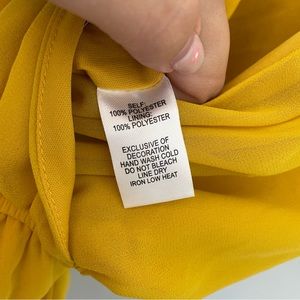 SELF:
100% POLYESTER
LINING:
100% POLYESTER
EXCLUSIVE OF
DECORATION
HAND WASH COLD
DO NOT BLEACH
LINE DRY
IRON LOW HEAT